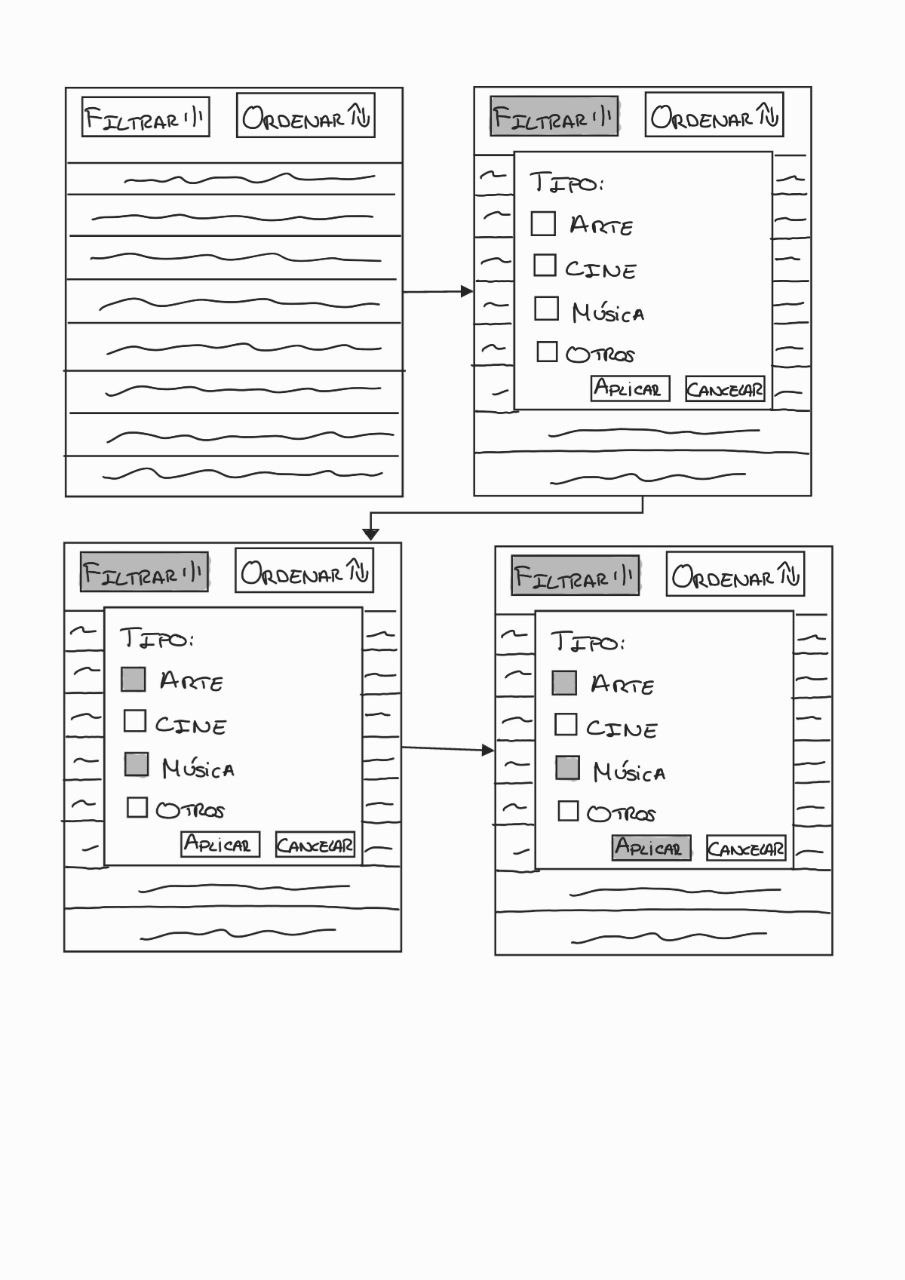 FILTRAR ORDENAR
FILTRAR ORDENAR
TIPO:
ARTE
CINE
MÚSiCA
OTROS
APLiCAR CANCELAR
FILTRAR ORDENAR
TIPO:
ARTE
CINE
MÚSiCA
OTROS
APLiCAR CANCELAR
FILTRAR ORDENAR
TIPO:
ARTE
CINE
MÚSiCA
OTROS
APLiCAR CANCELAR